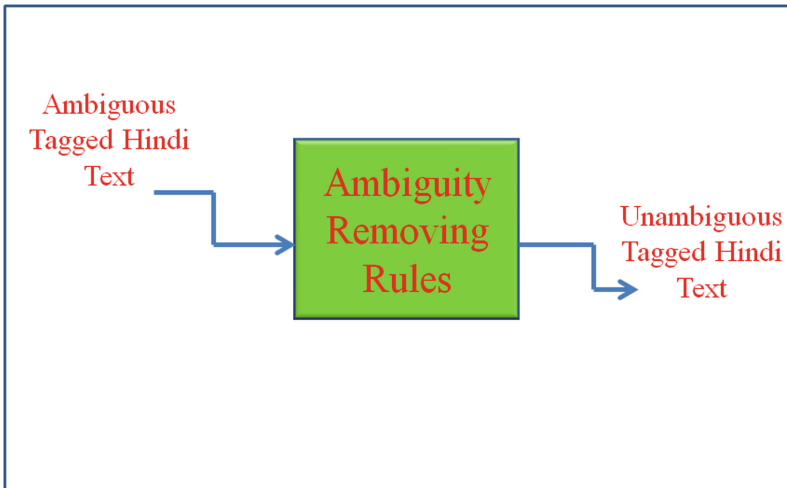 Ambiguous
Tagged Hindi
Text
Ambiguity
Removing
Rules
Unambiguous
Tagged Hindi
Text